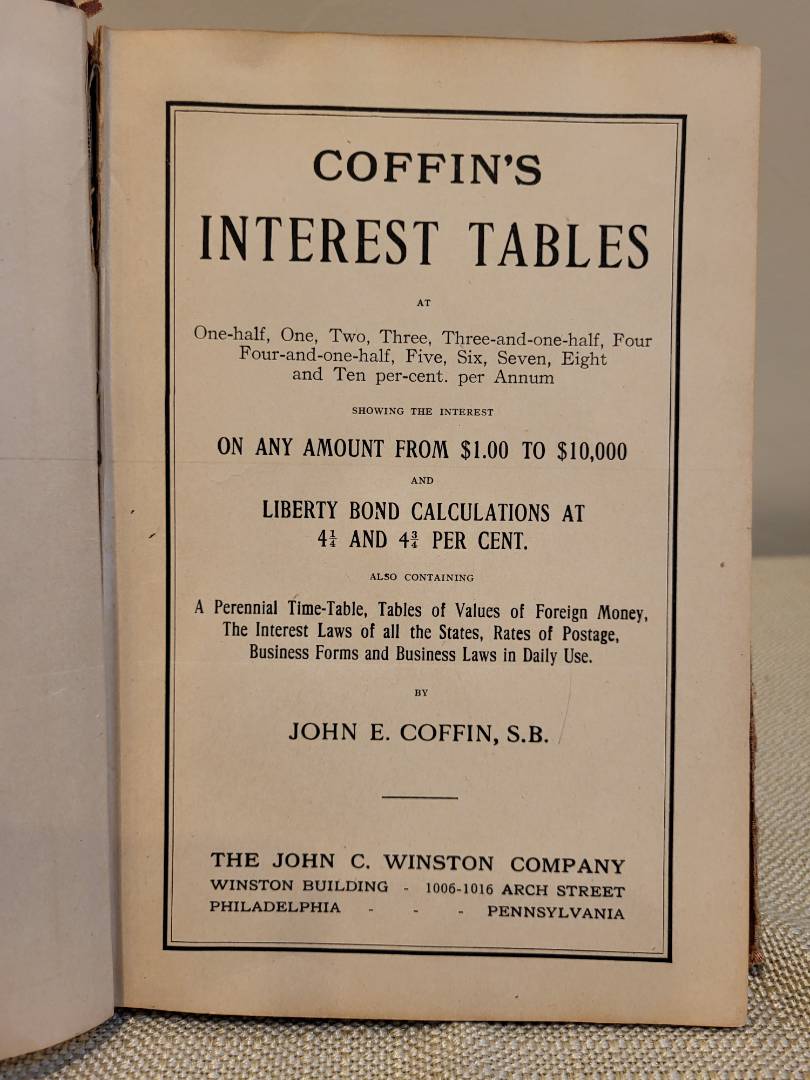 COFFIN'S
INTEREST TABLES
AT
One-half, One, Two, Three, Three-and-one-half, Four
Four-and-one-half, Five, Six, Seven, Eight
and Ten per-cent. per Annum
SHOWING THE INTEREST
ON ANY AMOUNT FROM $1.00 TO $10,000
AND
LIBERTY BOND CALCULATIONS AT
4¼ AND 4¾ PER CENT.
ALSO CONTAINING
A Perennial Time-Table, Tables of Values of Foreign Money,
The Interest Laws of all the States, Rates of Postage,
Business Forms and Business Laws in Daily Use.
BY
JOHN E. COFFIN, S.B.
THE JOHN C. WINSTON COMPANY
WINSTON BUILDING - 1006-1016 ARCH STREET
PHILADELPHIA - - - PENNSYLVANIA